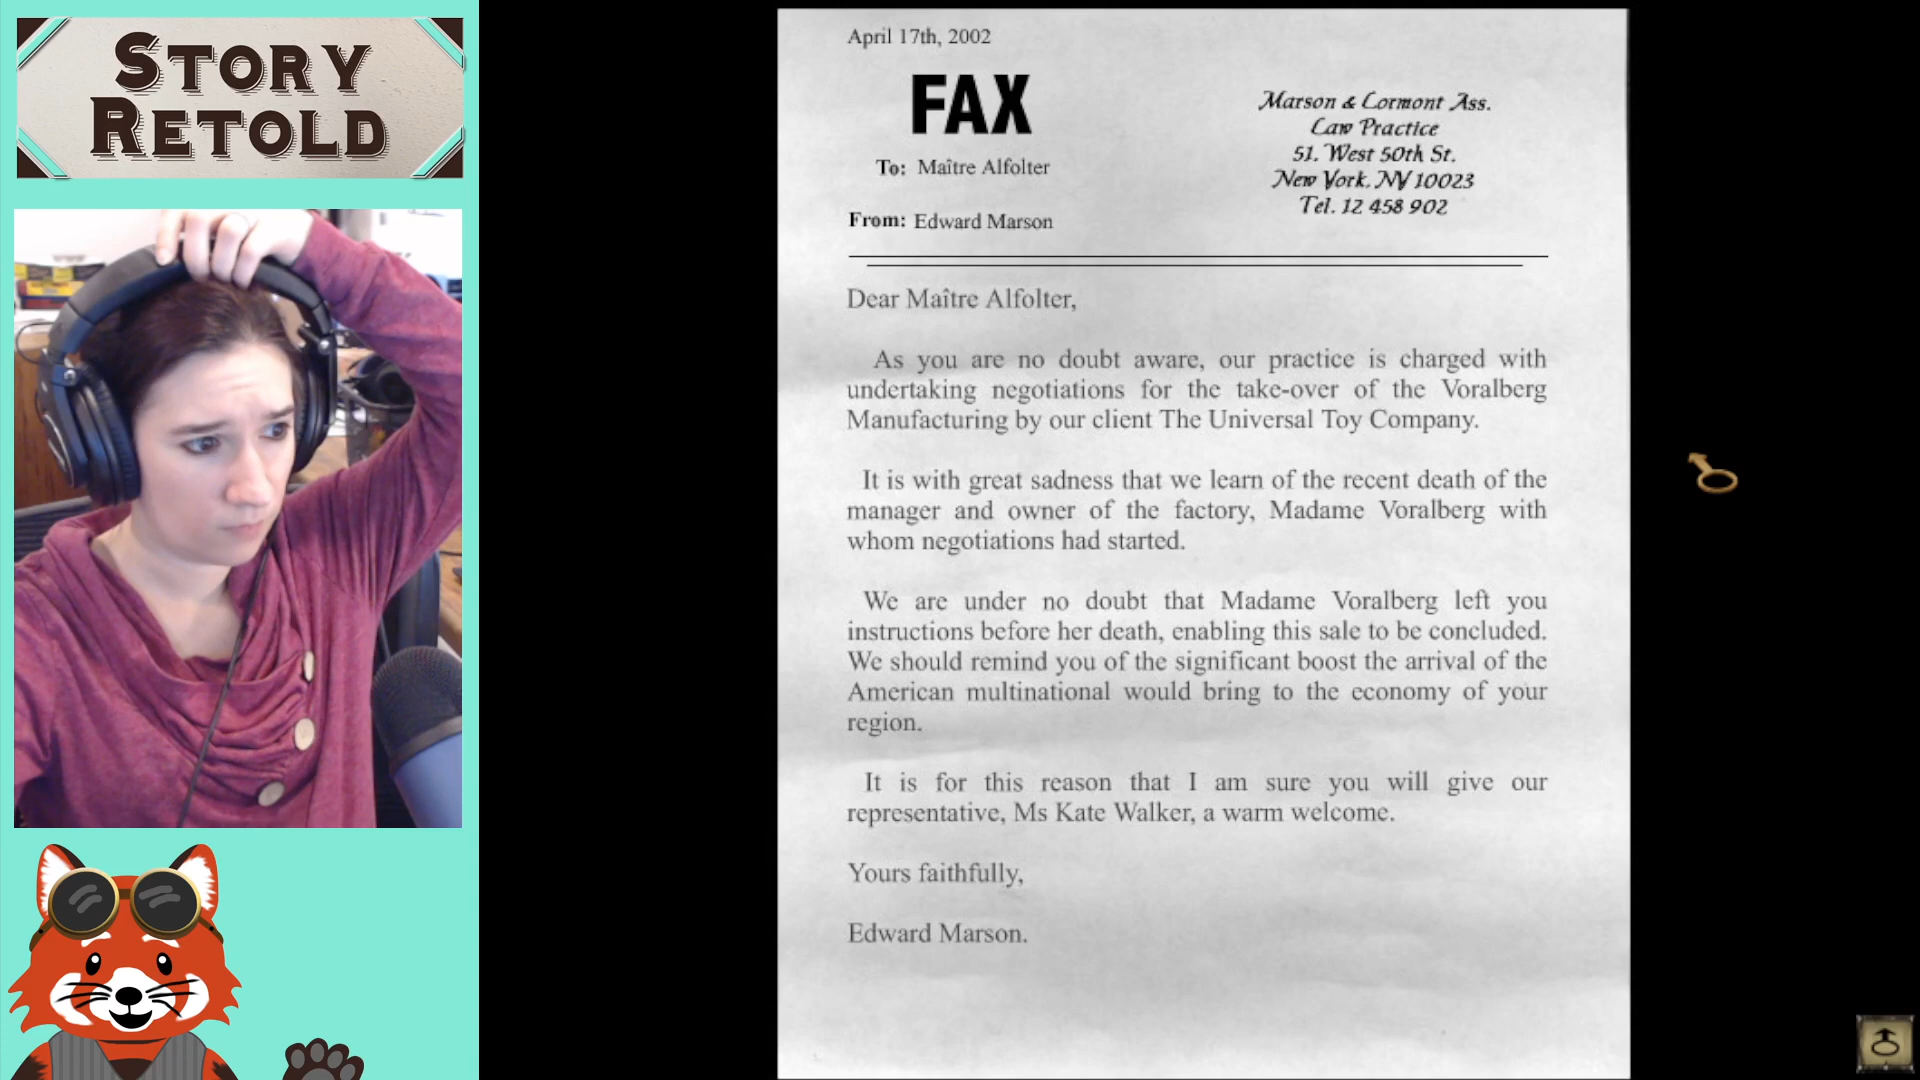 STORY
RETOLD
April 17th, 2002
FAX
To: Maître Alfolter
From: Edward Marson
Marson & Lormont Ass.
Law Practice
51. West 50th St.
New York. NY 10023
Tel. 12 458 902
Dear Maître Alfolter,
As you are no doubt aware, our practice is charged with
undertaking negotiations for the take-over of the Voralberg
Manufacturing by our client The Universal Toy Company.
It is with great sadness that we learn of the recent death of the
manager and owner of the factory, Madame Voralberg with
whom negotiations had started.
We are under no doubt that Madame Voralberg left you
instructions before her death, enabling this sale to be concluded.
We should remind you of the significant boost the arrival of the
American multinational would bring to the economy of your
region.
It is for this reason that I am sure you will give our
representative, Ms Kate Walker, a warm welcome.
Yours faithfully,
Edward Marson.